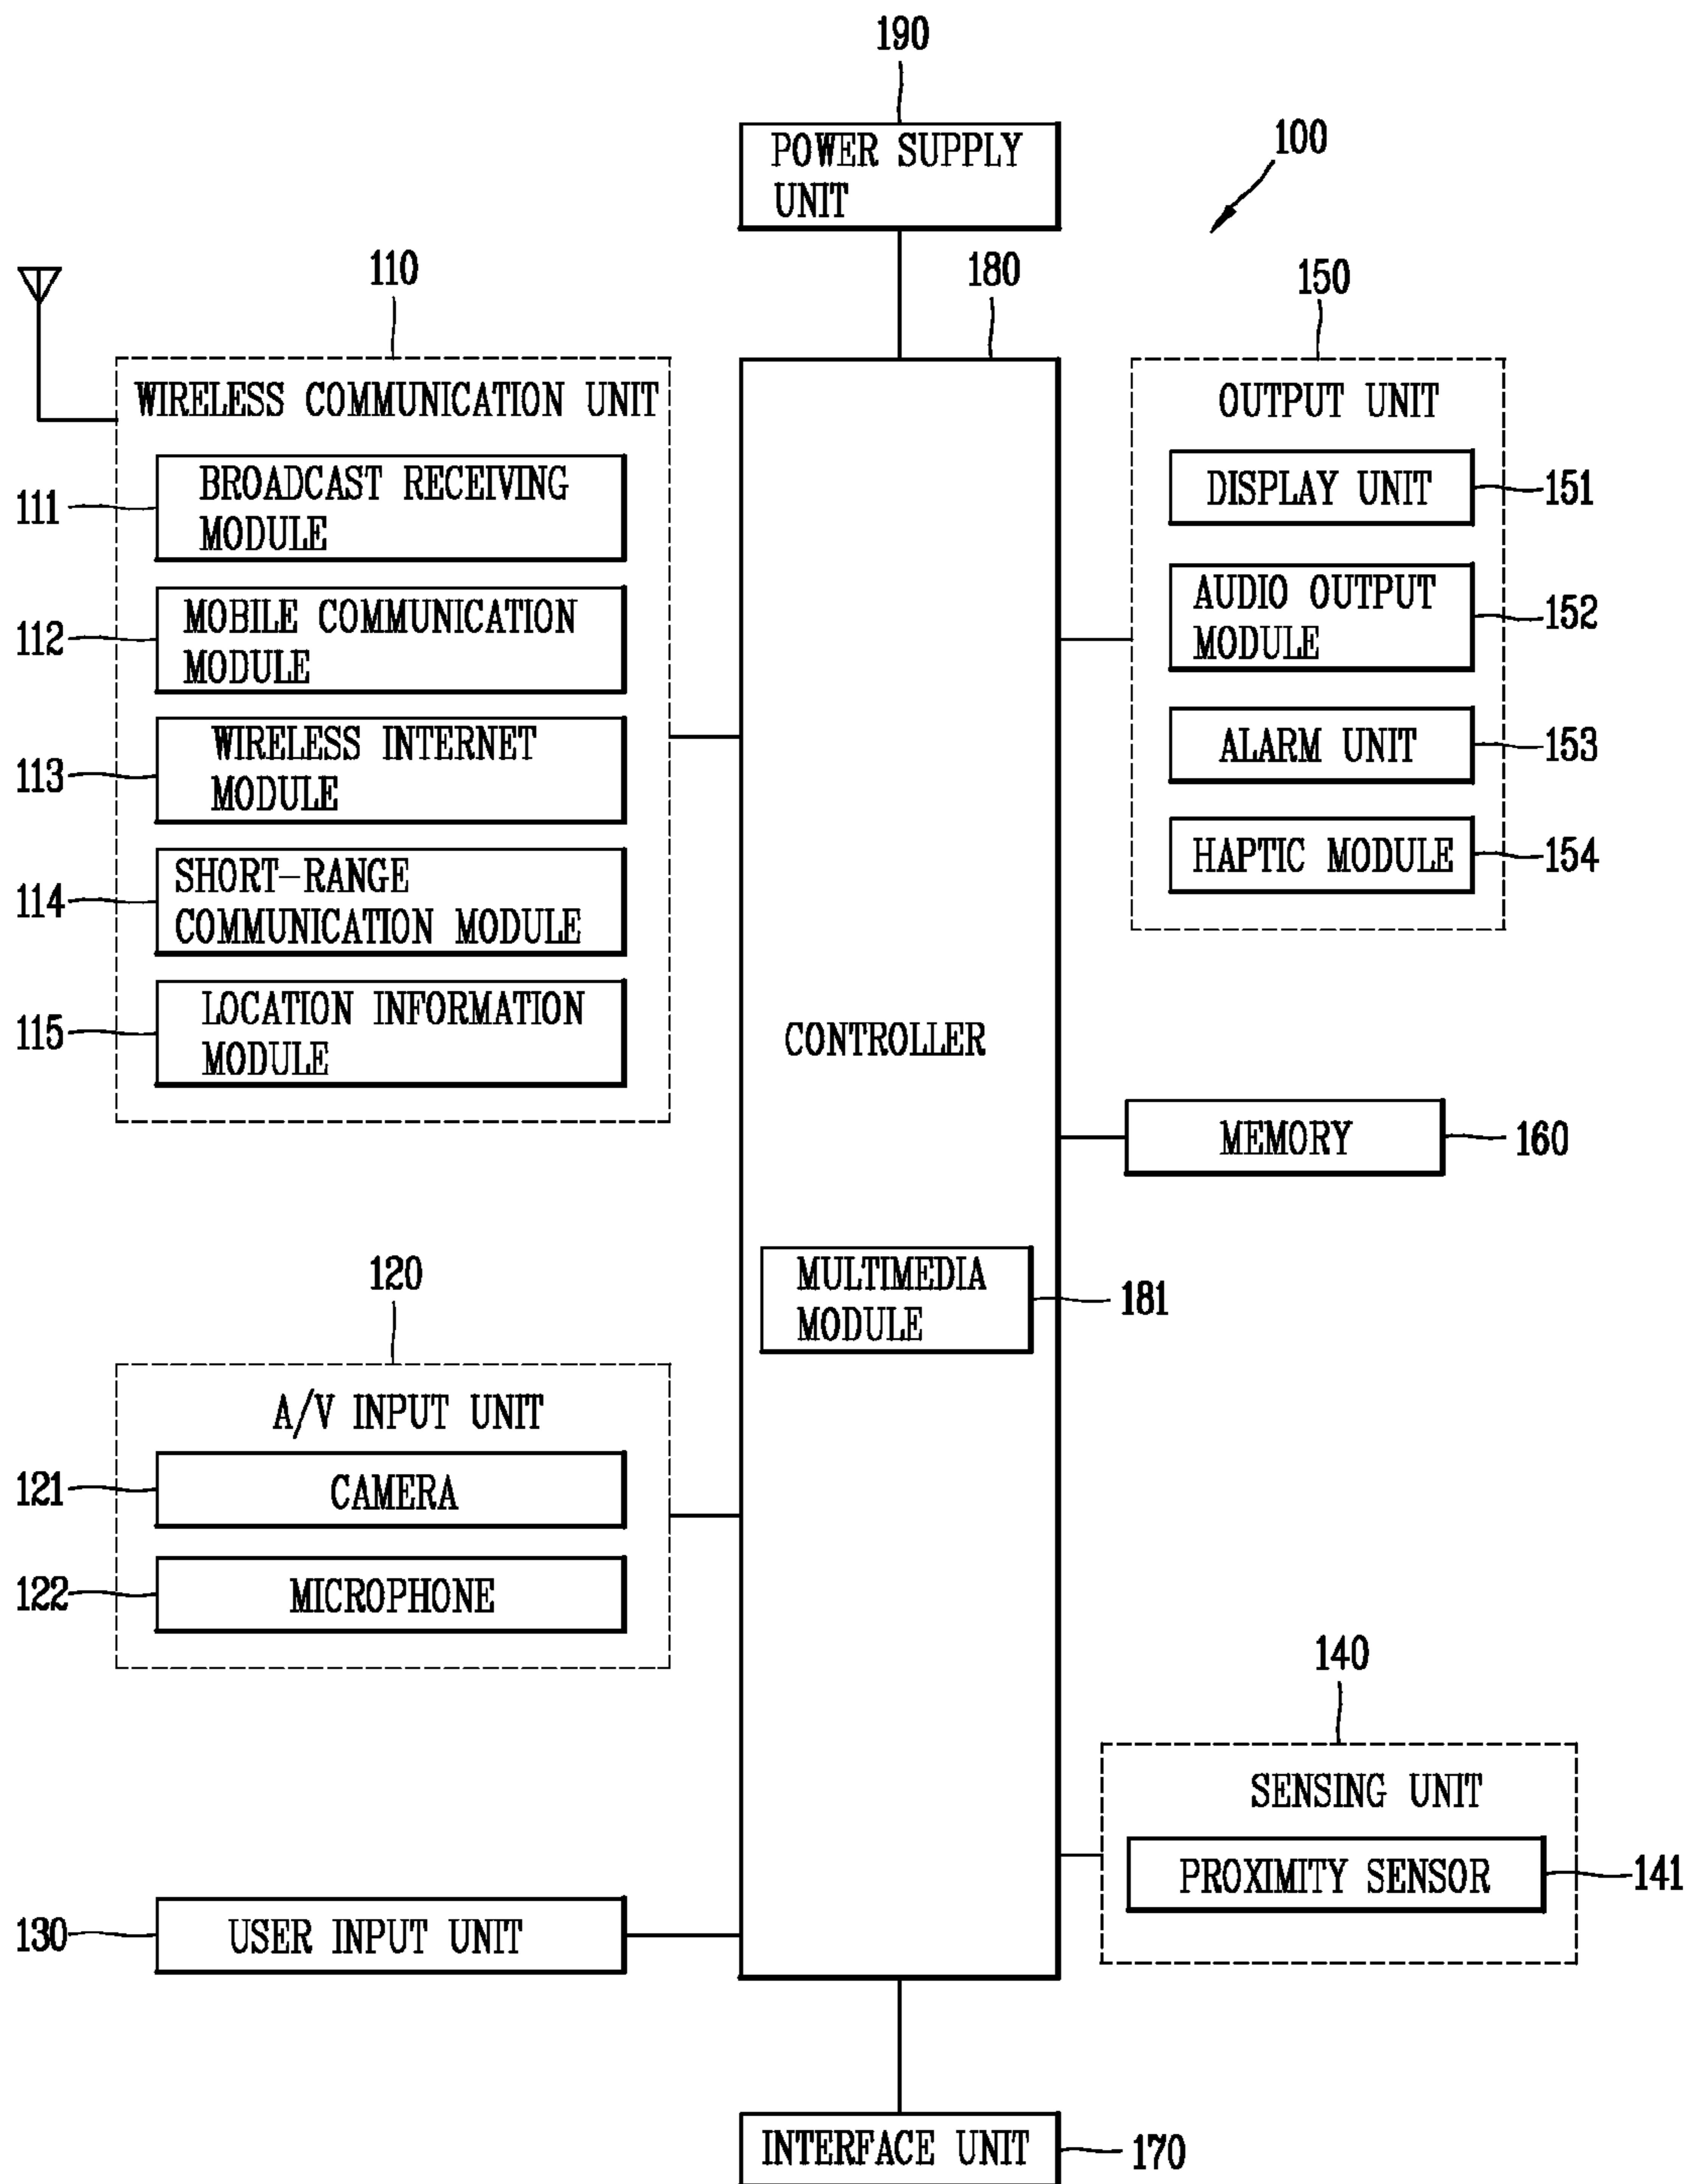 190
POWER SUPPLY
UNIT
100
110
180
150
WIRELESS COMMUNICATION UNIT
111
BROADCAST RECEIVING
MODULE
112
MOBILE COMMUNICATION
MODULE
113
WIRELESS INTERNET
MODULE
114
SHORT-RANGE
COMMUNICATION MODULE
115
LOCATION INFORMATION
MODULE
OUTPUT UNIT
DISPLAY UNIT
151
AUDIO OUTPUT
MODULE
152
ALARM UNIT
153
HAPTIC MODULE
154
CONTROLLER
MEMORY
160
MULTIMEDIA
MODULE
181
120
A/V INPUT UNIT
121
CAMERA
122
MICROPHONE
140
SENSING UNIT
PROXIMITY SENSOR
141
130
USER INPUT UNIT
INTERFACE UNIT
170